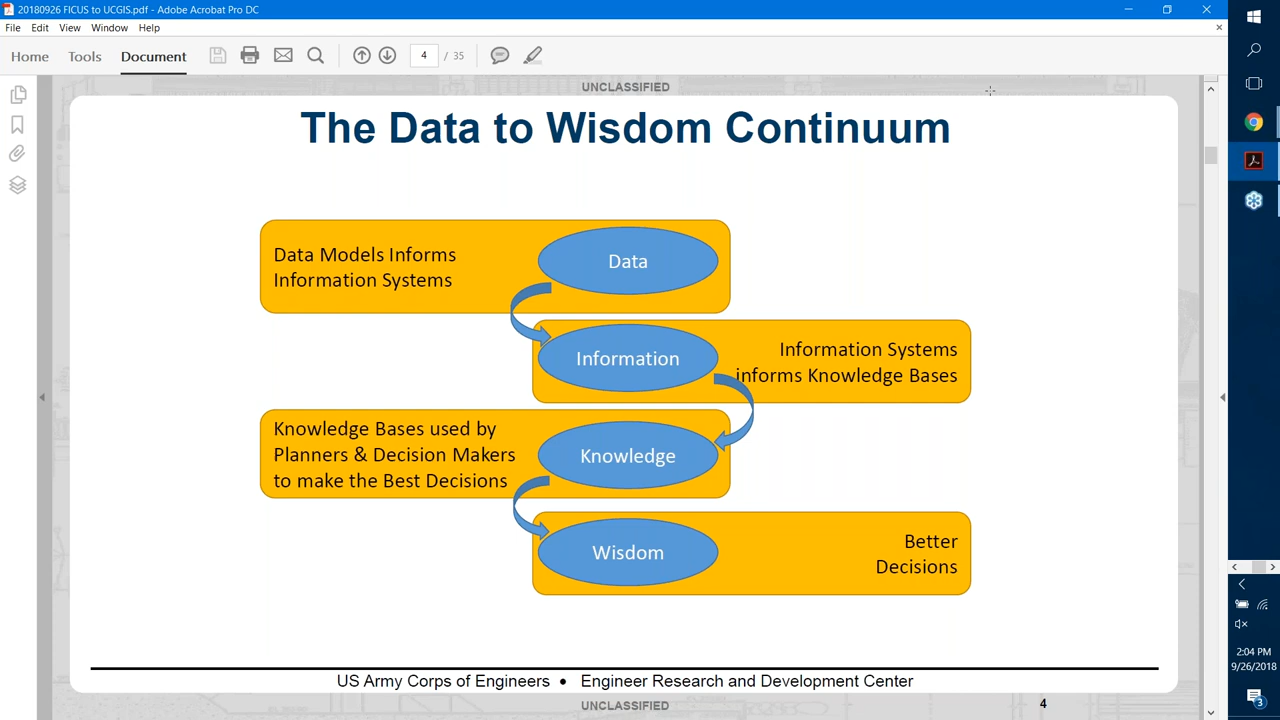 20180926 FICUS to UCGIS.pdf - Adobe Acrobat Pro DC
File Edit View Window Help
Home Tools Document 4 / 35
UNCLASSIFIED
The Data to Wisdom Continuum
Data Models Informs
Information Systems
Data
Information
Information Systems
informs Knowledge Bases
Knowledge Bases used by
Planners & Decision Makers
to make the Best Decisions
Knowledge
Wisdom
Better
Decisions
US Army Corps of Engineers • Engineer Research and Development Center
UNCLASSIFIED
4
2:04 PM
9/26/2018
3